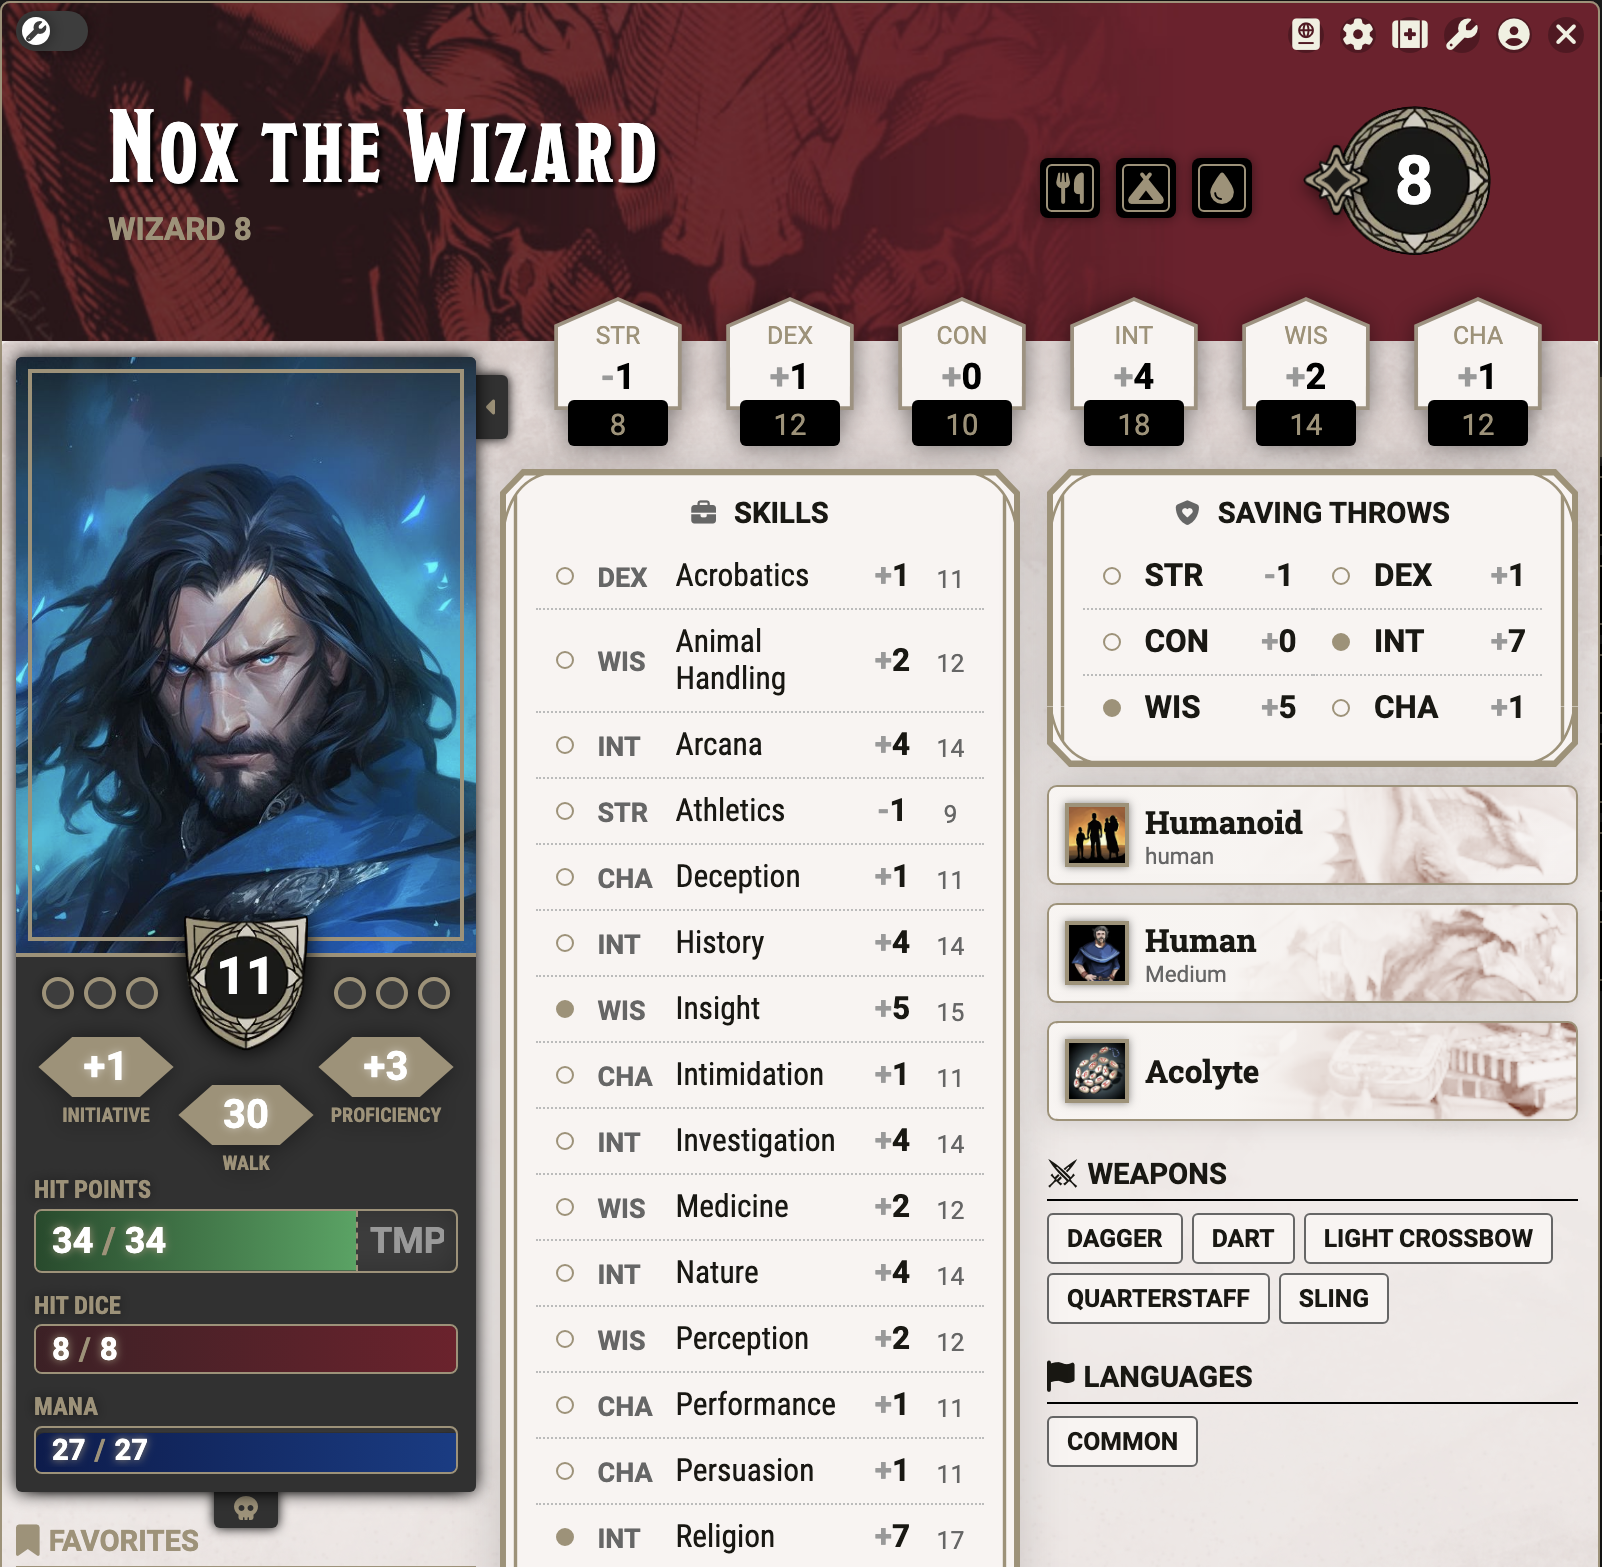 NOX THE WIZARD
WIZARD 8
8
STR
-1
8
DEX
+1
12
CON
+0
10
INT
+4
18
WIS
+2
14
CHA
+1
12
11
+1
INITIATIVE
30
WALK
+3
PROFICIENCY
HIT POINTS
34 / 34
TMP
HIT DICE
8 / 8
MANA
27 / 27
FAVORITES
SKILLS
DEX Acrobatics +1 11
WIS Animal
Handling +2 12
INT Arcana +4 14
STR Athletics -1 9
CHA Deception +1 11
INT History +4 14
WIS Insight +5 15
CHA Intimidation +1 11
INT Investigation +4 14
WIS Medicine +2 12
INT Nature +4 14
WIS Perception +2 12
CHA Performance +1 11
CHA Persuasion +1 11
INT Religion +7 17
SAVING THROWS
STR -1 DEX +1
CON +0 INT +7
WIS +5 CHA +1
Humanoid
human
Human
Medium
Acolyte
WEAPONS
DAGGER DART LIGHT CROSSBOW
QUARTERSTAFF SLING
LANGUAGES
COMMON